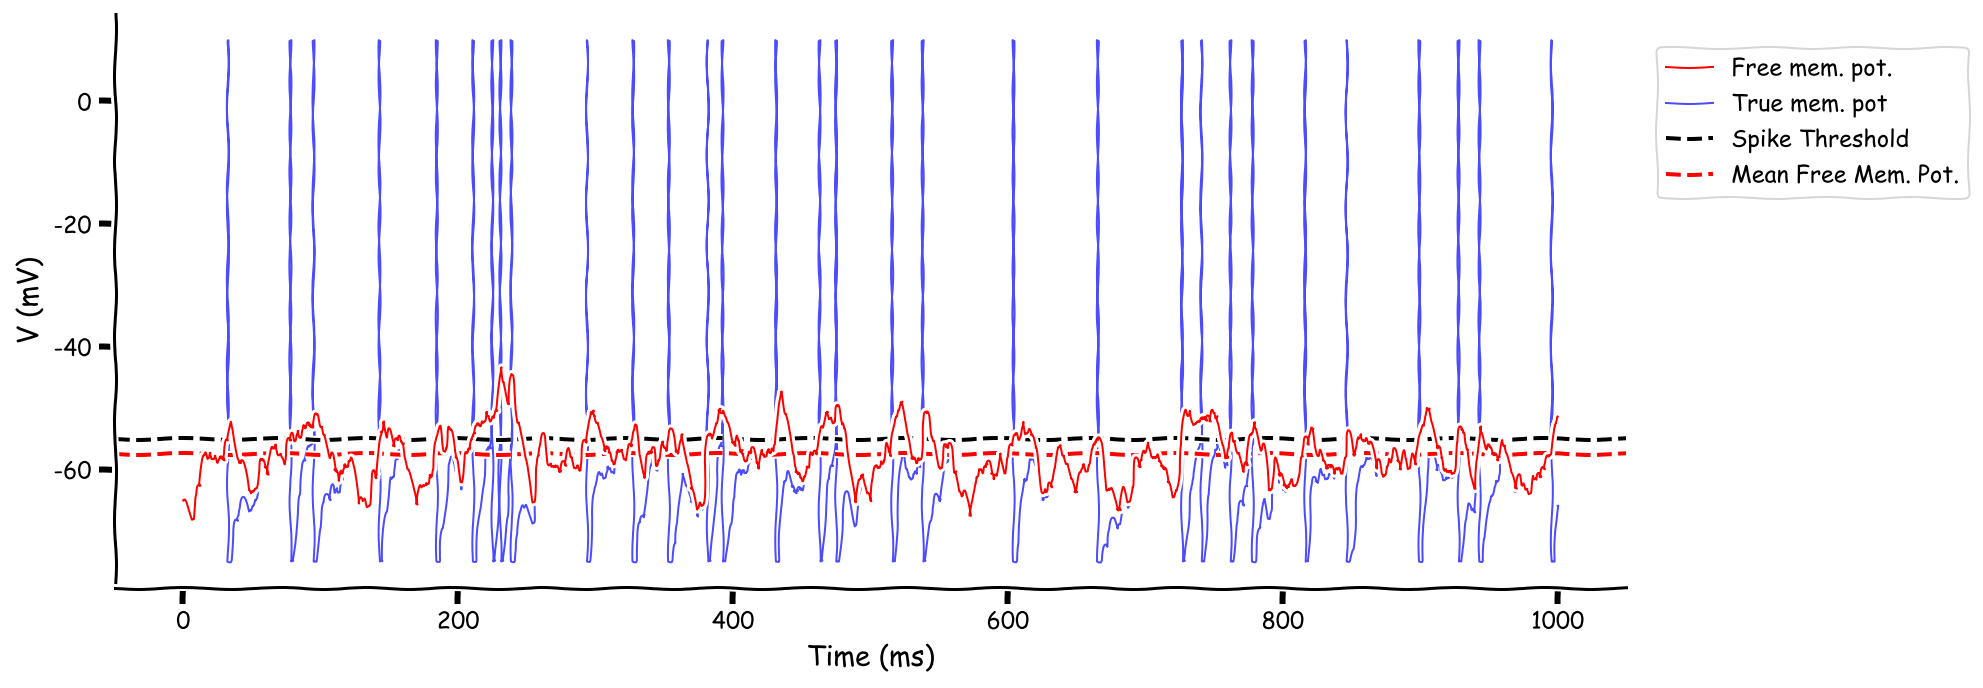 0
-20
-40
-60
V (mV)
0
200
400
600
800
1000
Time (ms)
Free mem. pot.
True mem. pot
Spike Threshold
Mean Free Mem. Pot.